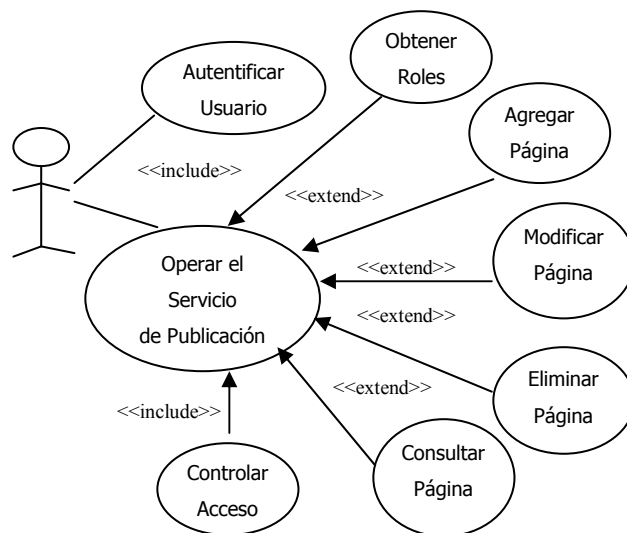 Obtener
Roles
Autentificar
Usuario
Agregar
Página
<<include>>
<<extend>>
Modificar
Página
Operar el
Servicio
de Publicación
<<extend>>
<<extend>>
Eliminar
Página
<<extend>>
<<include>>
Consultar
Página
Controlar
Acceso